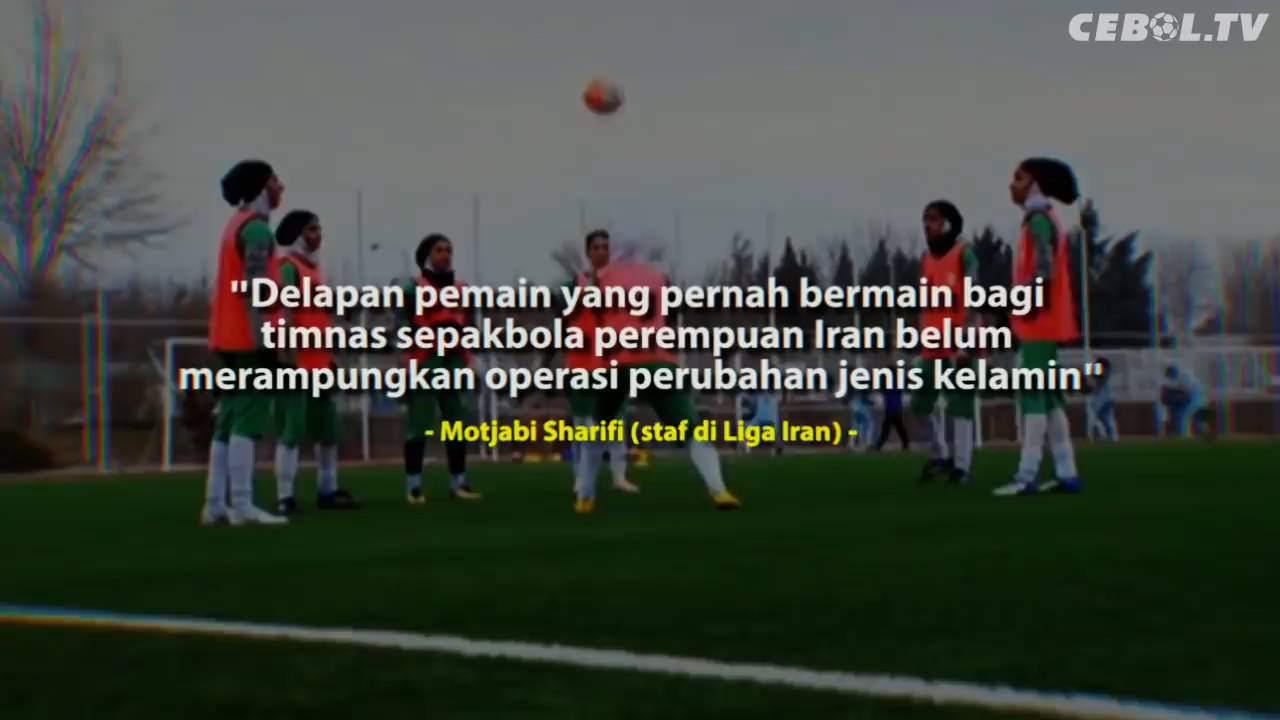 CEBOL.TV
"Delapan pemain yang pernah bermain bagi
timnas sepakbola perempuan Iran belum
merampungkan operasi perubahan jenis kelamin"
- Motjabi Sharifi (staf di Liga Iran) -